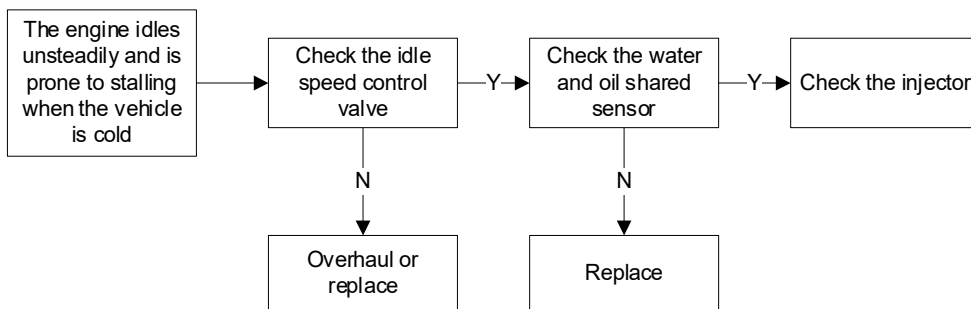 The engine idles
unsteadily and is
prone to stalling
when the vehicle
is cold
Check the idle
speed control
valve
Y
Check the water
and oil shared
sensor
Y
Check the injector
N
N
Overhaul or
replace
Replace